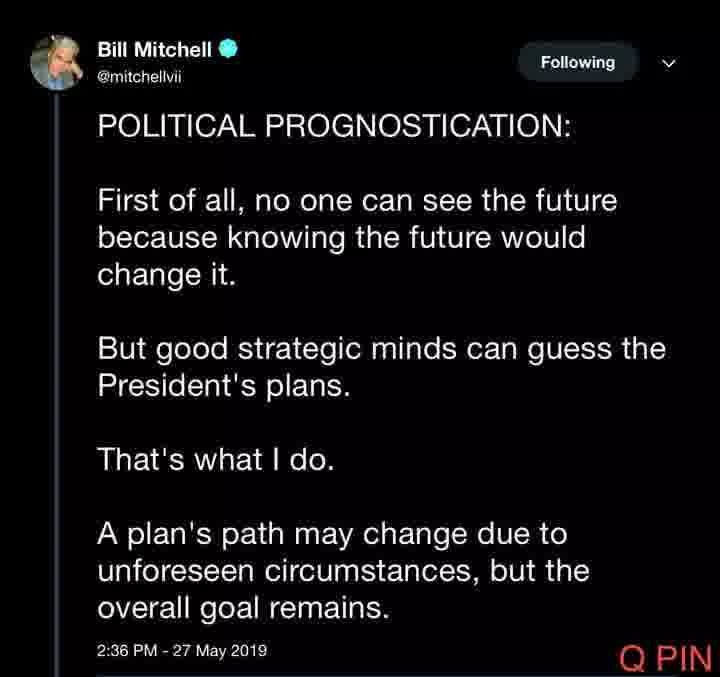 Bill Mitchell
@mitchellvii
Following
POLITICAL PROGNOSTICATION:
First of all, no one can see the future
because knowing the future would
change it.
But good strategic minds can guess the
President's plans.
That's what I do.
A plan's path may change due to
unforeseen circumstances, but the
overall goal remains.
2:36 PM - 27 May 2019
Q PIN